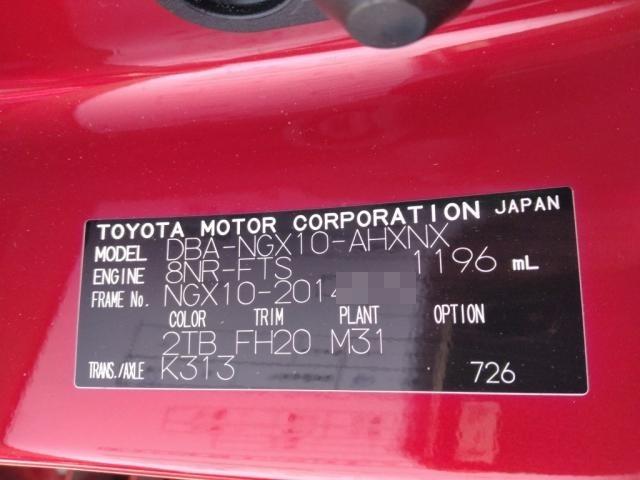 TOYOTA MOTOR CORPORATION JAPAN
MODEL DBA-NGX10-AHXNX
ENGINE 8NR-FTS 1196 mL
FRAME No. NGX10-201
COLOR TRIM PLANT OPTION
2TB FH20 M31
TRANS./AXLE K313 726